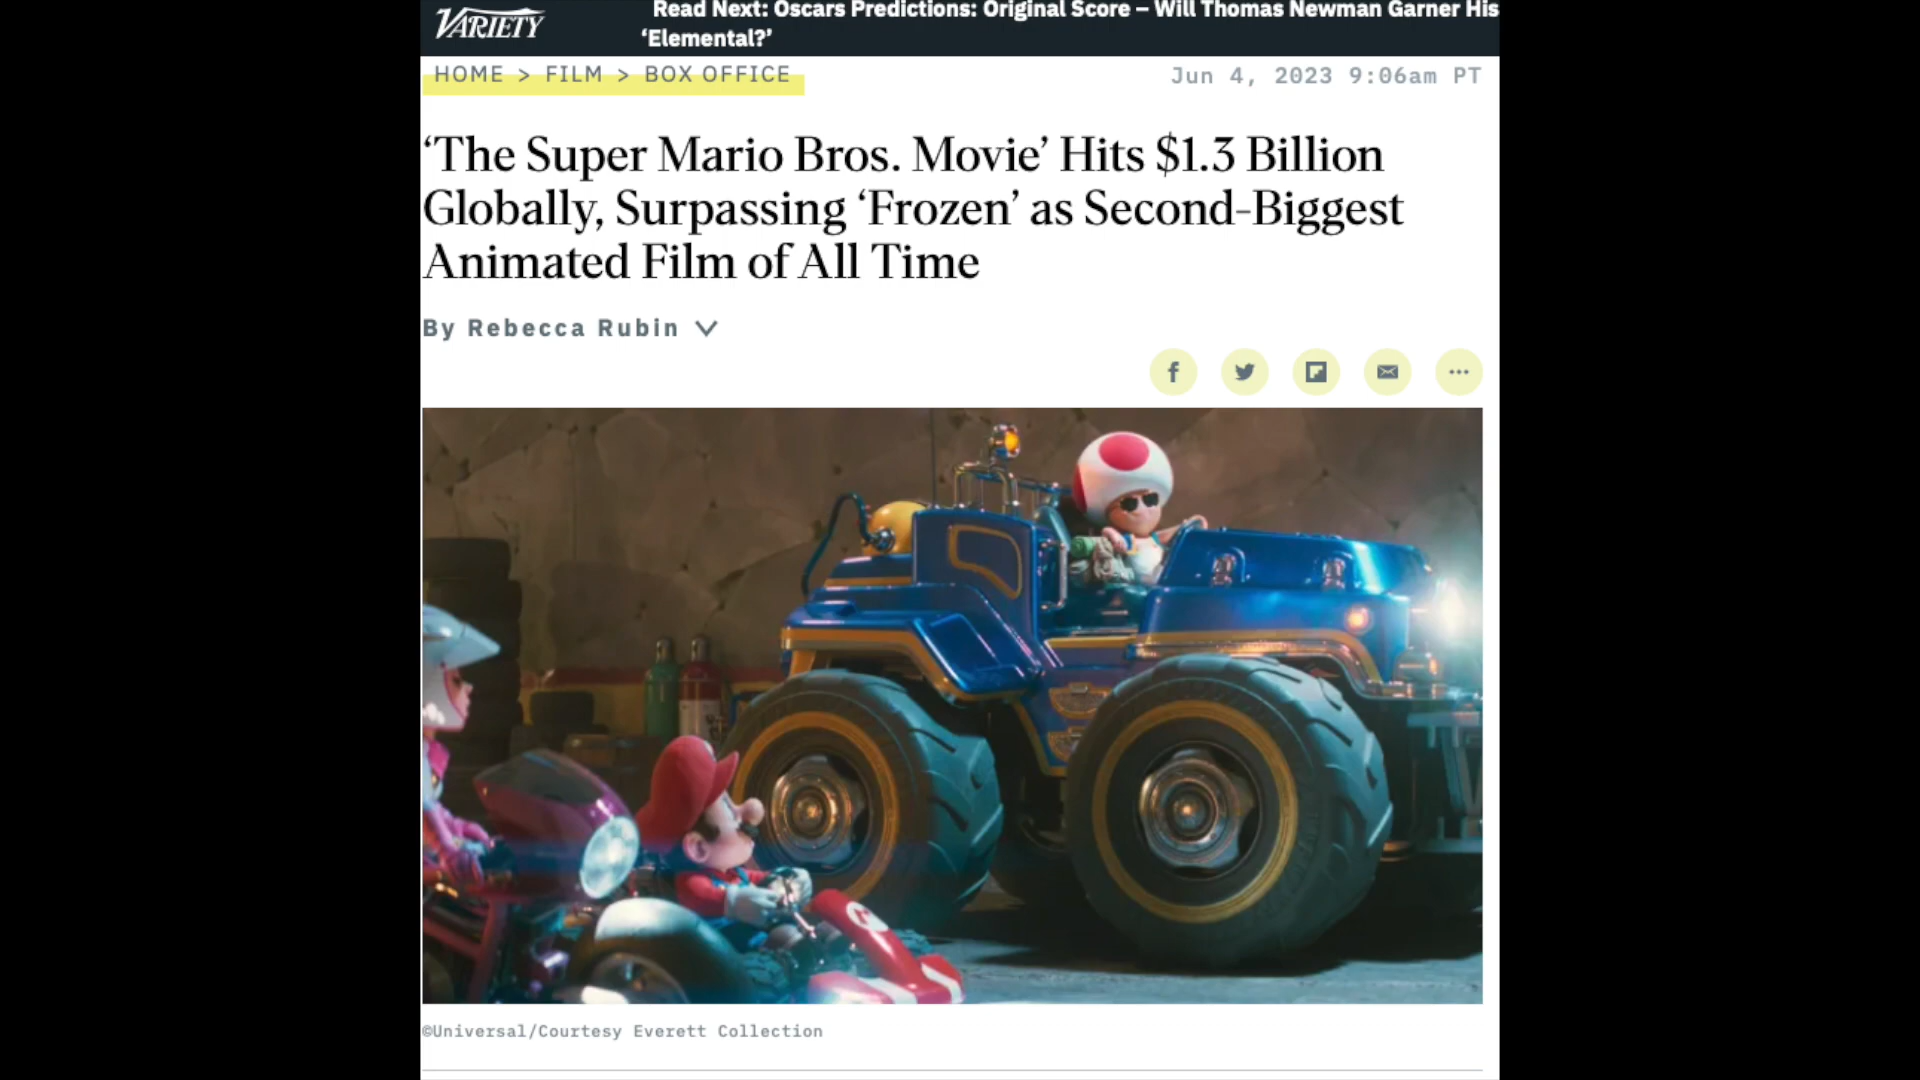 VARIETY
Read Next: Oscars Predictions: Original Score – Will Thomas Newman Garner His
‘Elemental?’
HOME > FILM > BOX OFFICE
Jun 4, 2023 9:06am PT
‘The Super Mario Bros. Movie’ Hits $1.3 Billion
Globally, Surpassing ‘Frozen’ as Second-Biggest
Animated Film of All Time
By Rebecca Rubin
M
©Universal/Courtesy Everett Collection